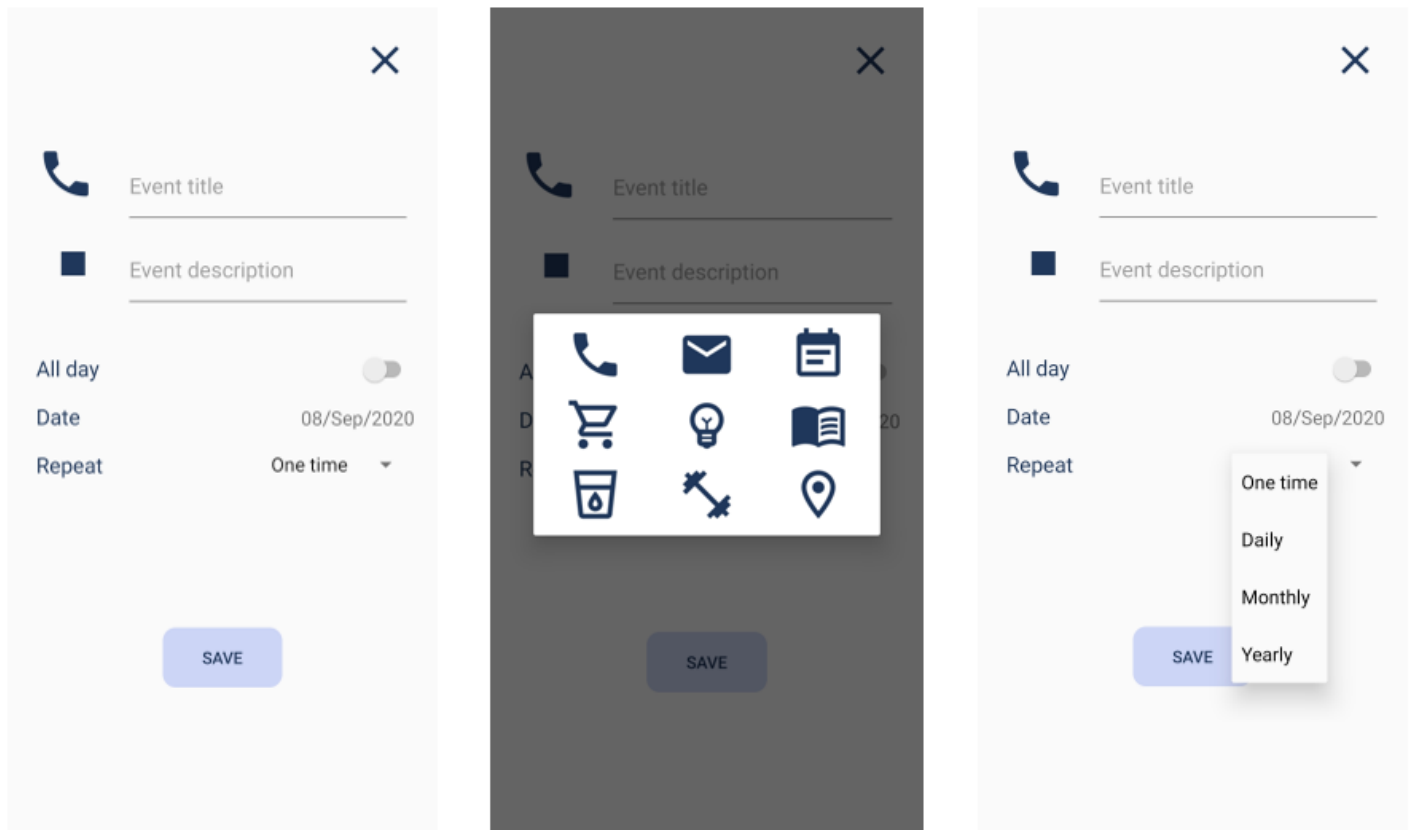 Event title
Event description
All day
Date 08/Sep/2020
Repeat One time
SAVE
Event title
Event description
A
D 20
R
SAVE
Event title
Event description
All day
Date 08/Sep/2020
Repeat
One time
Daily
Monthly
SAVE
Yearly